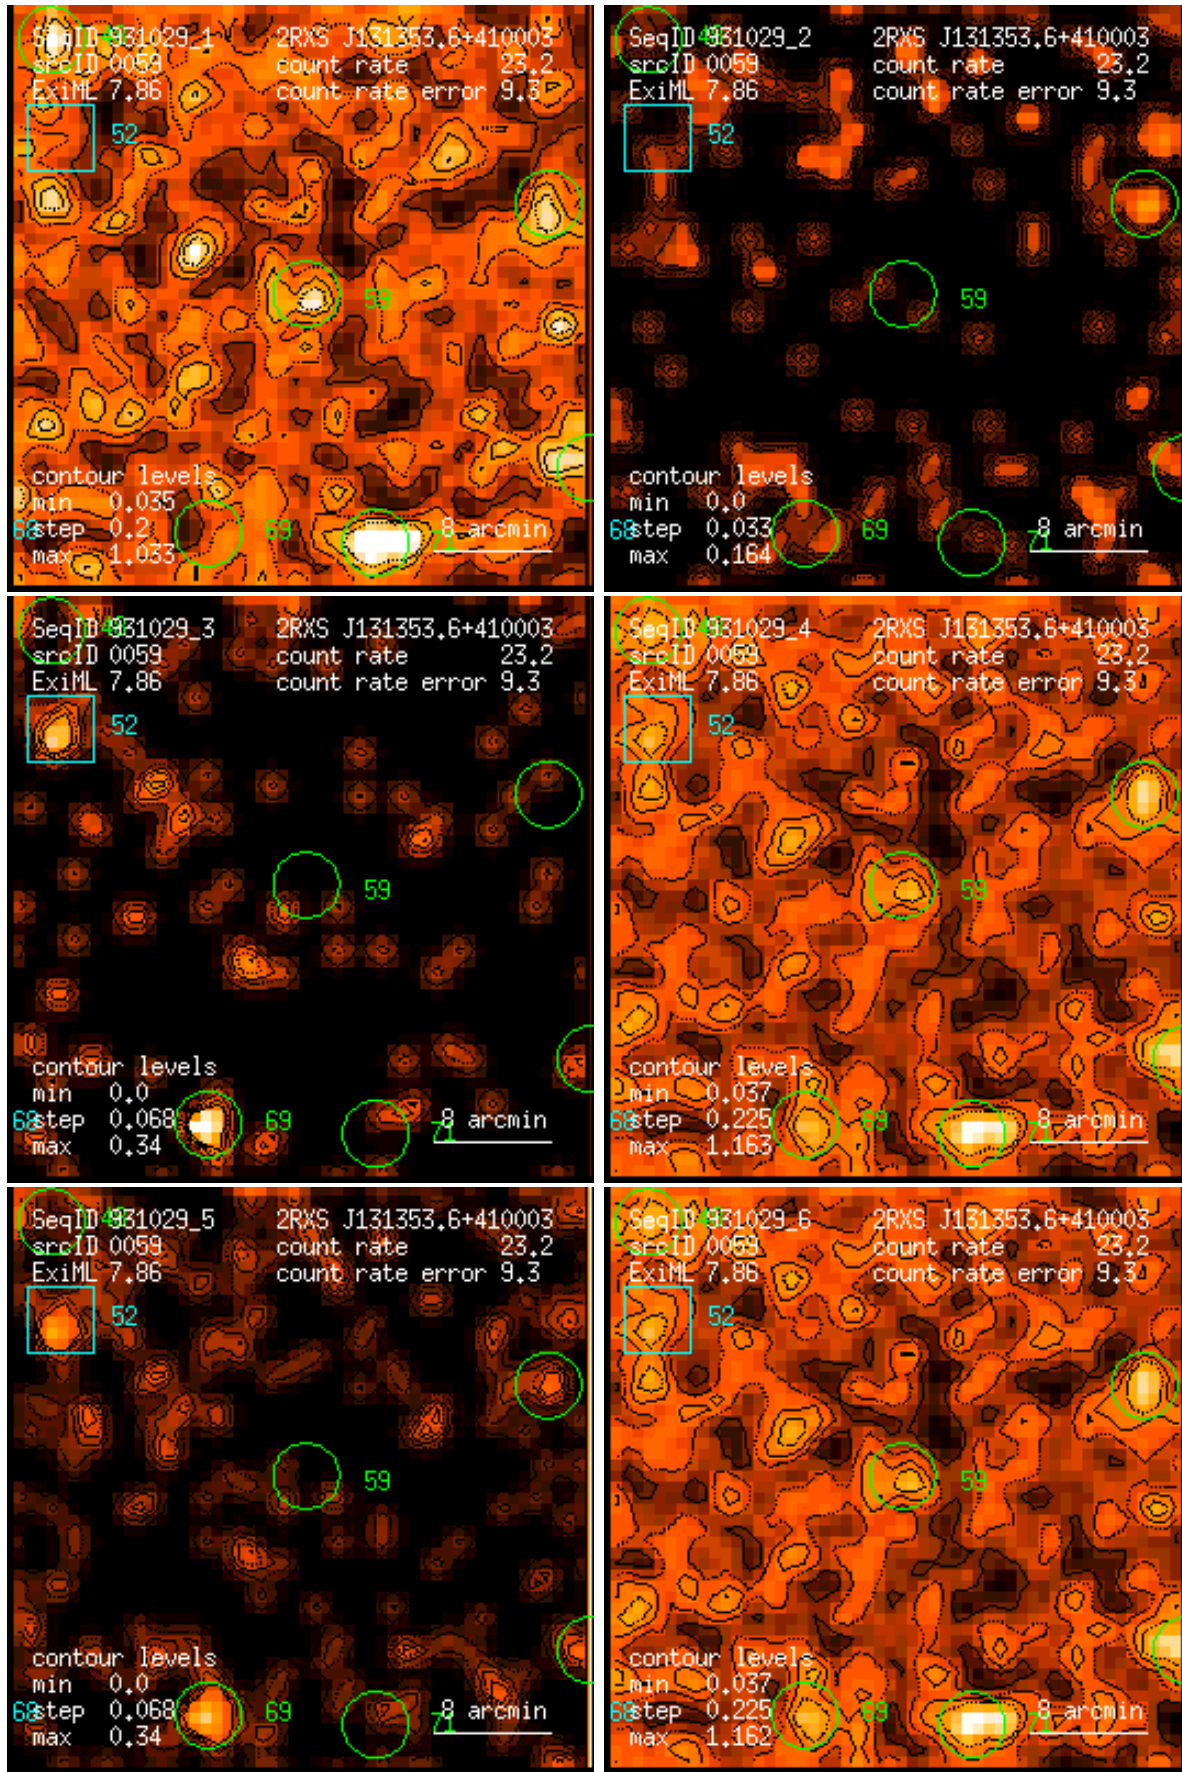 SeqID 931029_1 2RXS J131353.6+410003
srcID 0059 count rate 23.2
ExiML 7.86 count rate error 9.3
52
59
contour levels
min 0.035
68 step 0.2 69 71 8 arcmin
max 1.033
SeqID 931029_2 2RXS J131353.6+410003
srcID 0059 count rate 23.2
ExiML 7.86 count rate error 9.3
52
59
contour levels
min 0.0
68 step 0.033 69 71 8 arcmin
max 0.164
SeqID 931029_3 2RXS J131353.6+410003
srcID 0059 count rate 23.2
ExiML 7.86 count rate error 9.3
52
59
contour levels
min 0.0
68 step 0.068 69 71 8 arcmin
max 0.34
SeqID 931029_4 2RXS J131353.6+410003
srcID 0059 count rate 23.2
ExiML 7.86 count rate error 9.3
52
59
contour levels
min 0.037
68 step 0.225 69 71 8 arcmin
max 1.163
SeqID 931029_5 2RXS J131353.6+410003
srcID 0059 count rate 23.2
ExiML 7.86 count rate error 9.3
52
59
contour levels
min 0.0
68 step 0.068 69 71 8 arcmin
max 0.34
SeqID 931029_6 2RXS J131353.6+410003
srcID 0059 count rate 23.2
ExiML 7.86 count rate error 9.3
52
59
contour levels
min 0.037
68 step 0.225 69 71 8 arcmin
max 1.162